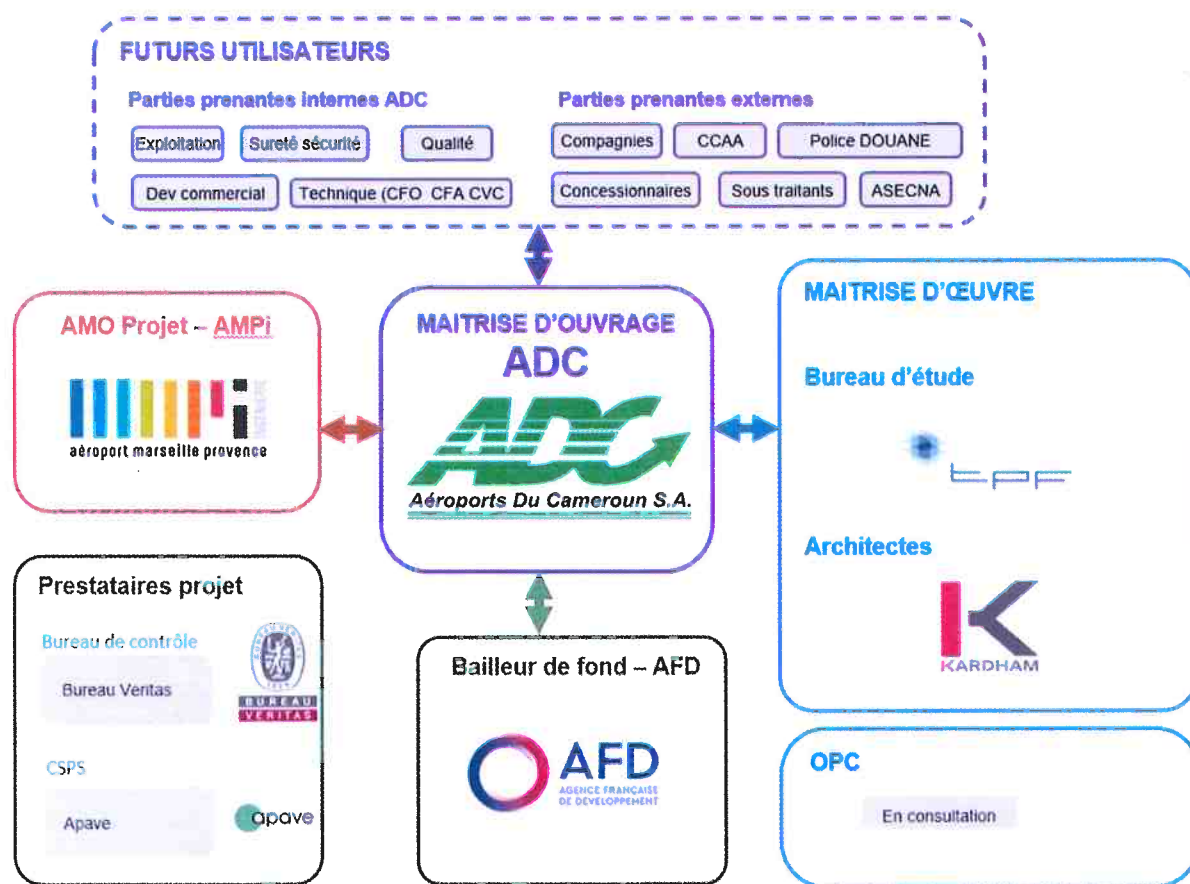 FUTURS UTILISATEURS
Parties prenantes internes ADC
Exploitation
Sureté sécurité
Qualité
Dev commercial
Technique (CFO CFA CVC
Parties prenantes externes
Compagnies
CCAA
Police DOUANE
Concessionnaires
Sous traitants
ASECNA
AMO Projet – AMPi
aéroport marseille provence
MAITRISE D'OUVRAGE
ADC
ADC
Aéroports Du Cameroun S.A.
MAITRISE D'ŒUVRE
Bureau d'étude
tpf
Architectes
K
KARDHAM
Prestataires projet
Bureau de contrôle
Bureau Veritas
BUREAU
VERITAS
CSPS
Apave
apave
Bailleur de fond – AFD
AFD
AGENCE FRANÇAISE
DE DÉVELOPPEMENT
OPC
En consultation